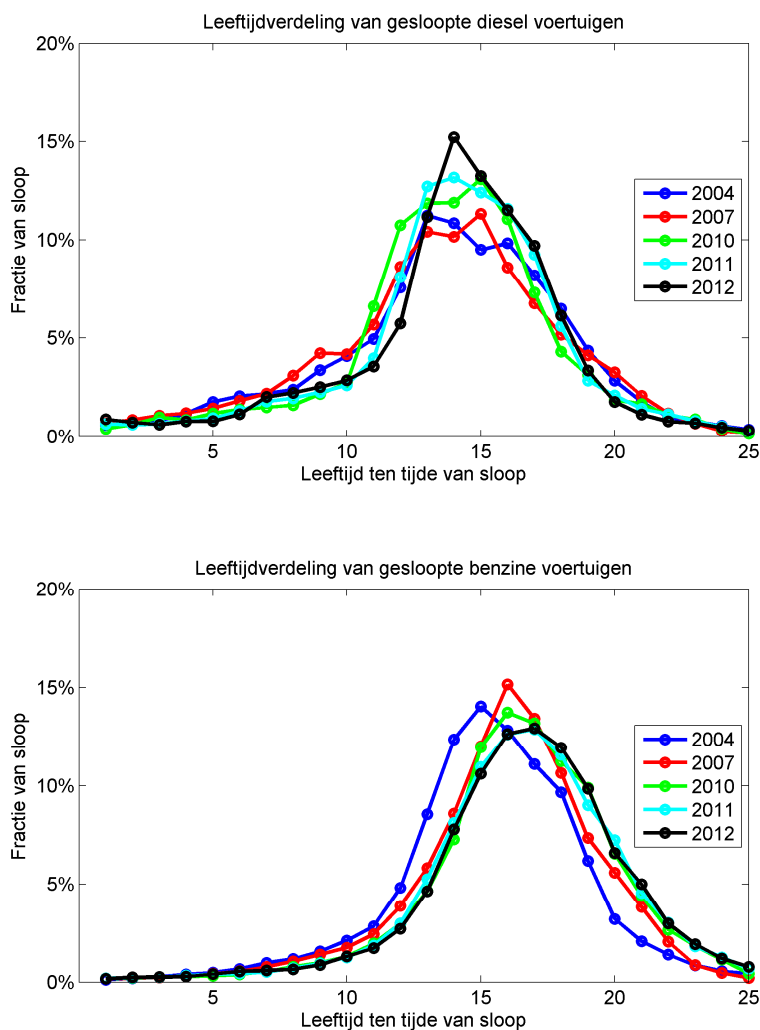 Leeftijdverdeling van gesloopte diesel voertuigen
20%
15%
10%
5%
0%
Fractie van sloop
2004
2007
2010
2011
2012
5 10 15 20 25
Leeftijd ten tijde van sloop
Leeftijdverdeling van gesloopte benzine voertuigen
20%
15%
10%
5%
0%
Fractie van sloop
2004
2007
2010
2011
2012
5 10 15 20 25
Leeftijd ten tijde van sloop